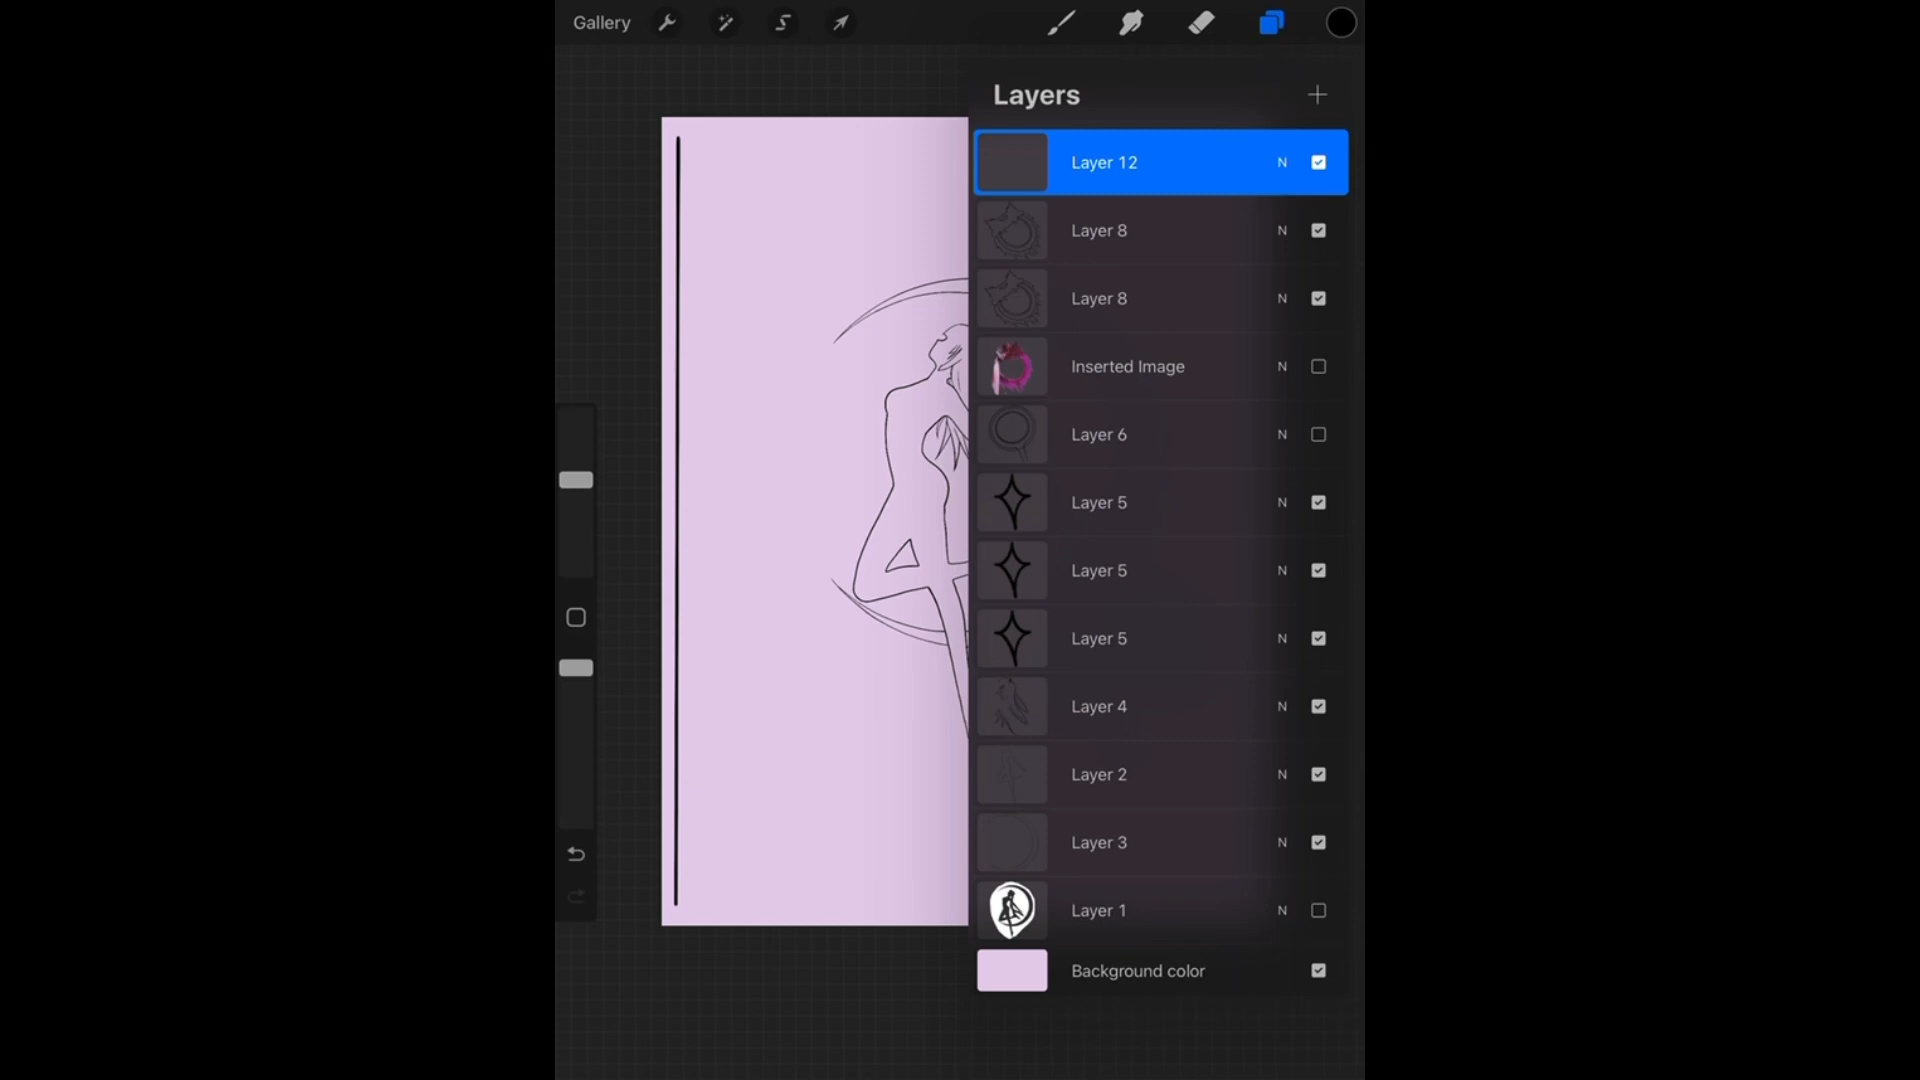 Gallery
Layers
Layer 12 N
Layer 8 N
Layer 8 N
Inserted Image N
Layer 6 N
Layer 5 N
Layer 5 N
Layer 5 N
Layer 4 N
Layer 2 N
Layer 3 N
Layer 1 N
Background color